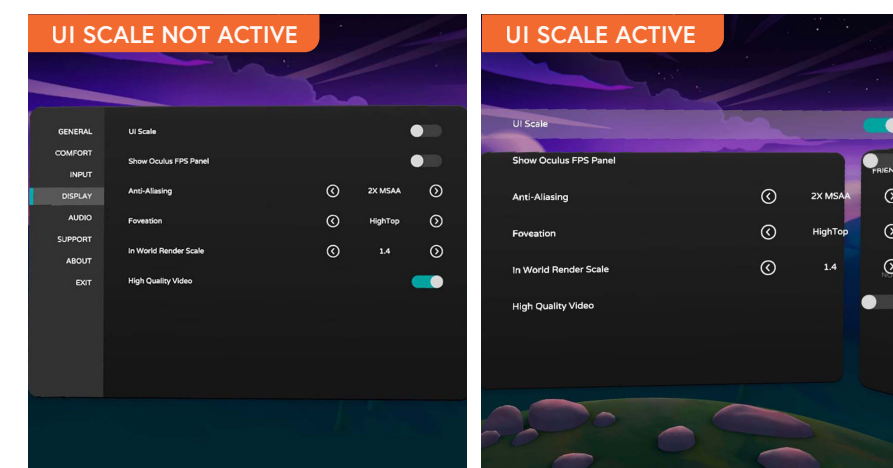 UI SCALE NOT ACTIVE
GENERAL
COMFORT
INPUT
DISPLAY
AUDIO
SUPPORT
ABOUT
EXIT
UI Scale
Show Oculus FPS Panel
Anti-Aliasing 2X MSAA
Foveation HighTop
In World Render Scale 1.4
High Quality Video
UI SCALE ACTIVE
UI Scale
Show Oculus FPS Panel
Anti-Aliasing 2X MSAA
Foveation HighTop
In World Render Scale 1.4
High Quality Video